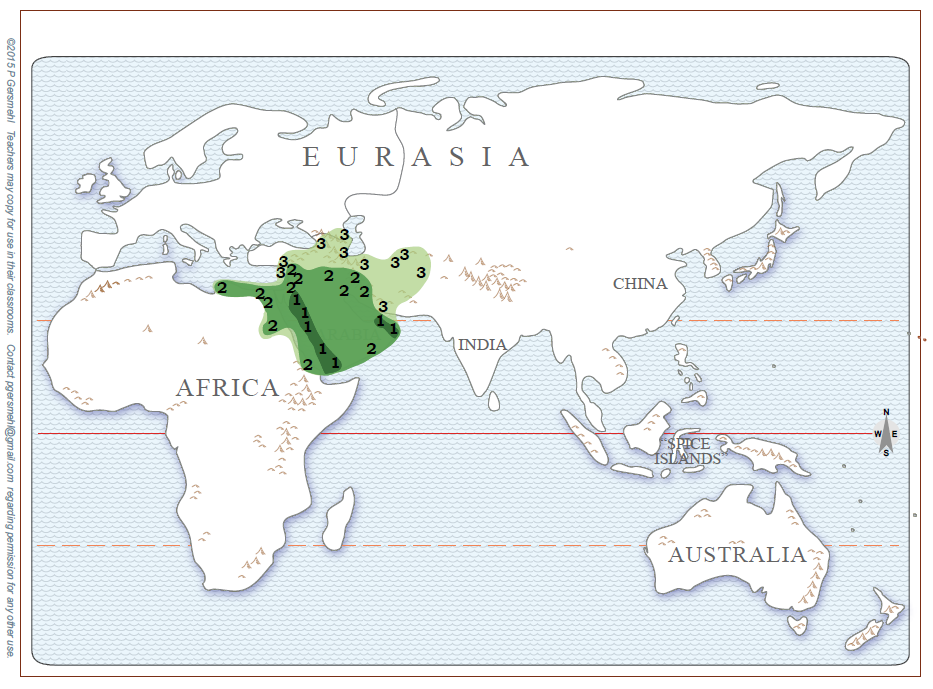 ©2015 P Gersmehl   Teachers may copy for use in their classrooms.   Contact pgersmehl@gmail.com regarding permission for any other use.
EURASIA
3
3
3 3
3 3 3
3 2 3
2 2 2
CHINA
2 2 2 2
2
2 1
3
1
1
2 1 1
INDIA
1 2
2 1
AFRICA
N
W E
S
"SPICE
ISLANDS"
AUSTRALIA